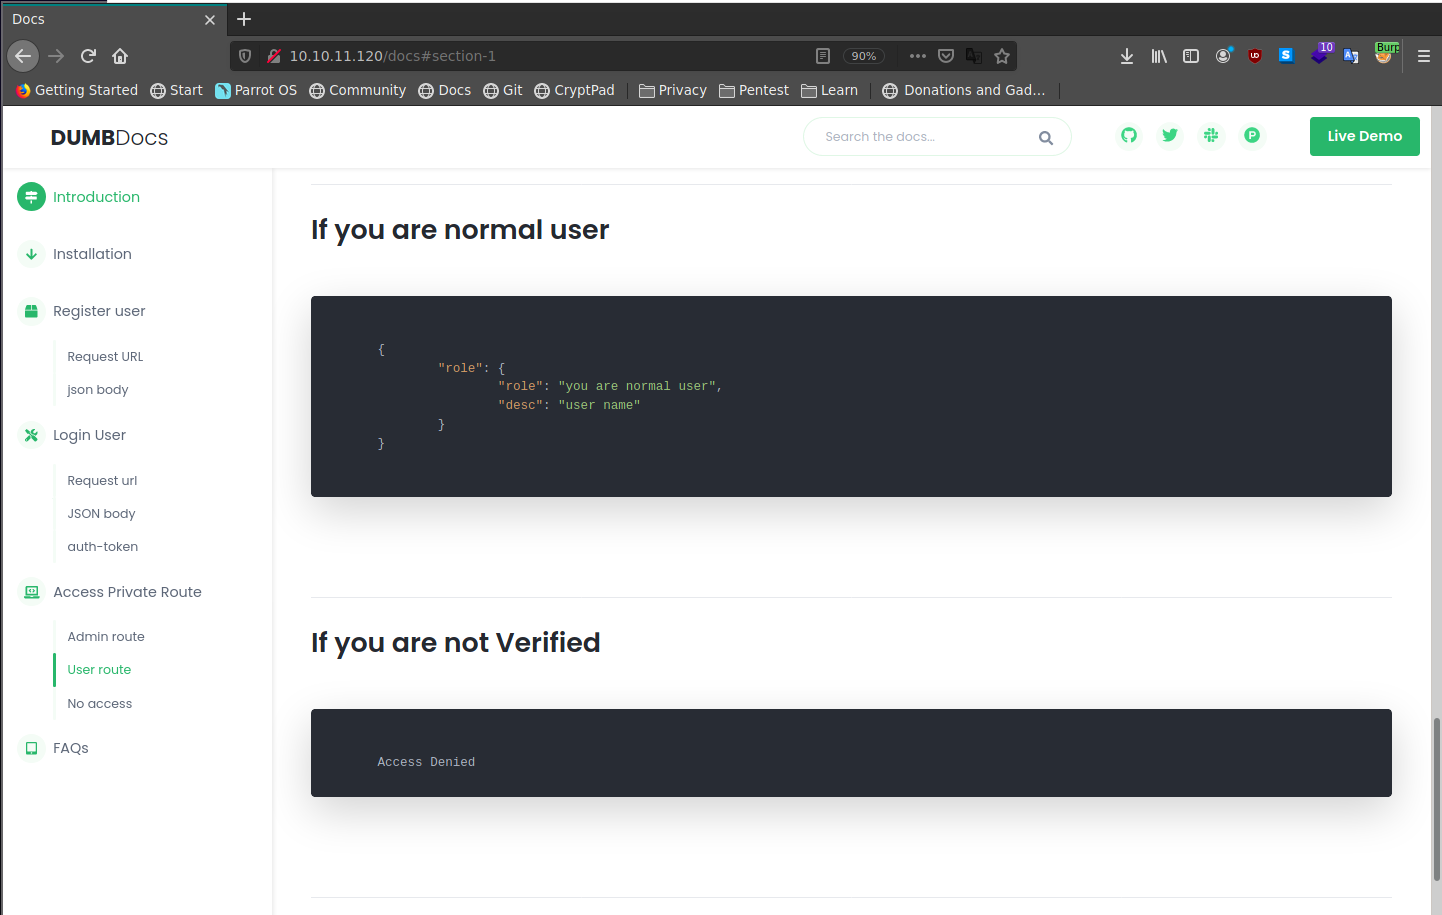 Docs
10.10.11.120/docs#section-1
90%
10
Burp
Getting Started Start Parrot OS Community Docs Git CryptPad Privacy Pentest Learn Donations and Gad...
DUMBDocs
Search the docs...
Live Demo
Introduction
Installation
Register user
Request URL
json body
Login User
Request url
JSON body
auth-token
Access Private Route
Admin route
User route
No access
FAQs
If you are normal user
{
"role": {
"role": "you are normal user",
"desc": "user name"
}
}
If you are not Verified
Access Denied